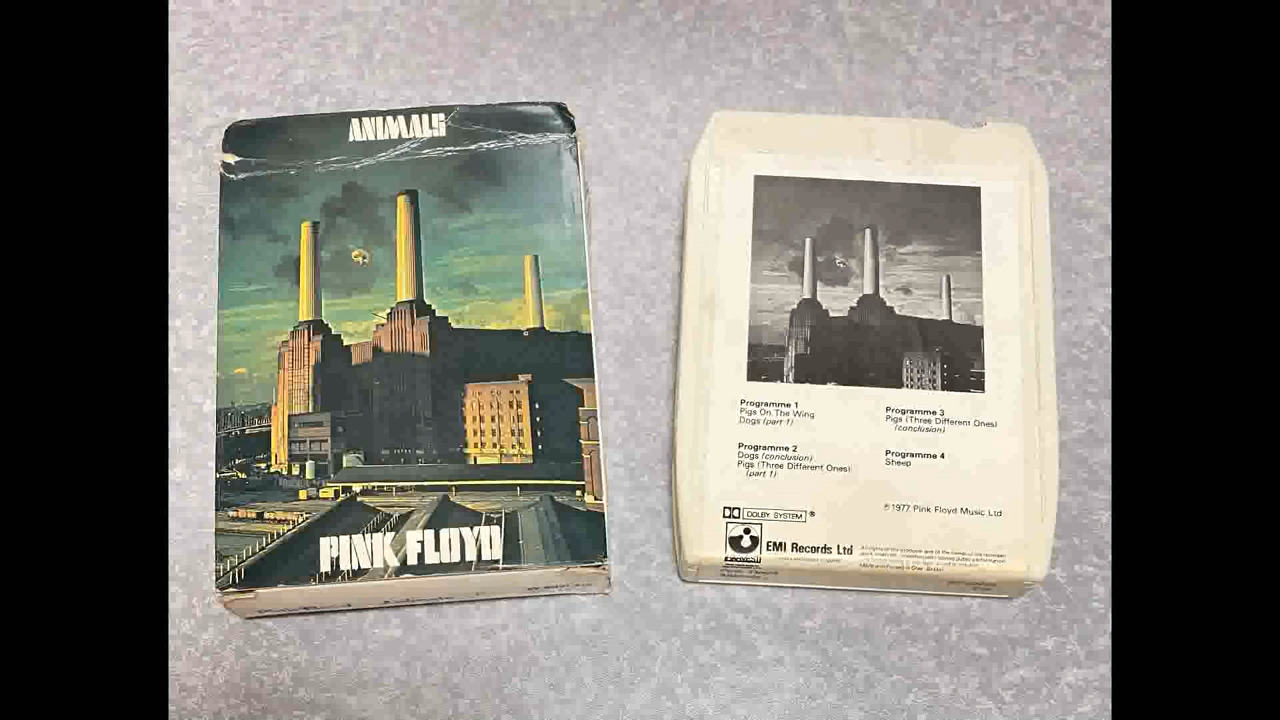 ANIMALS
PINK FLOYD
Programme 1
Pigs On The Wing
Dogs (part 1)
Programme 2
Dogs (conclusion)
Pigs (Three Different Ones)
(part 1)
Programme 3
Pigs (Three Different Ones)
(conclusion)
Programme 4
Sheep
℗ 1977 Pink Floyd Music Ltd
DOLBY SYSTEM ®
EMI Records Ltd